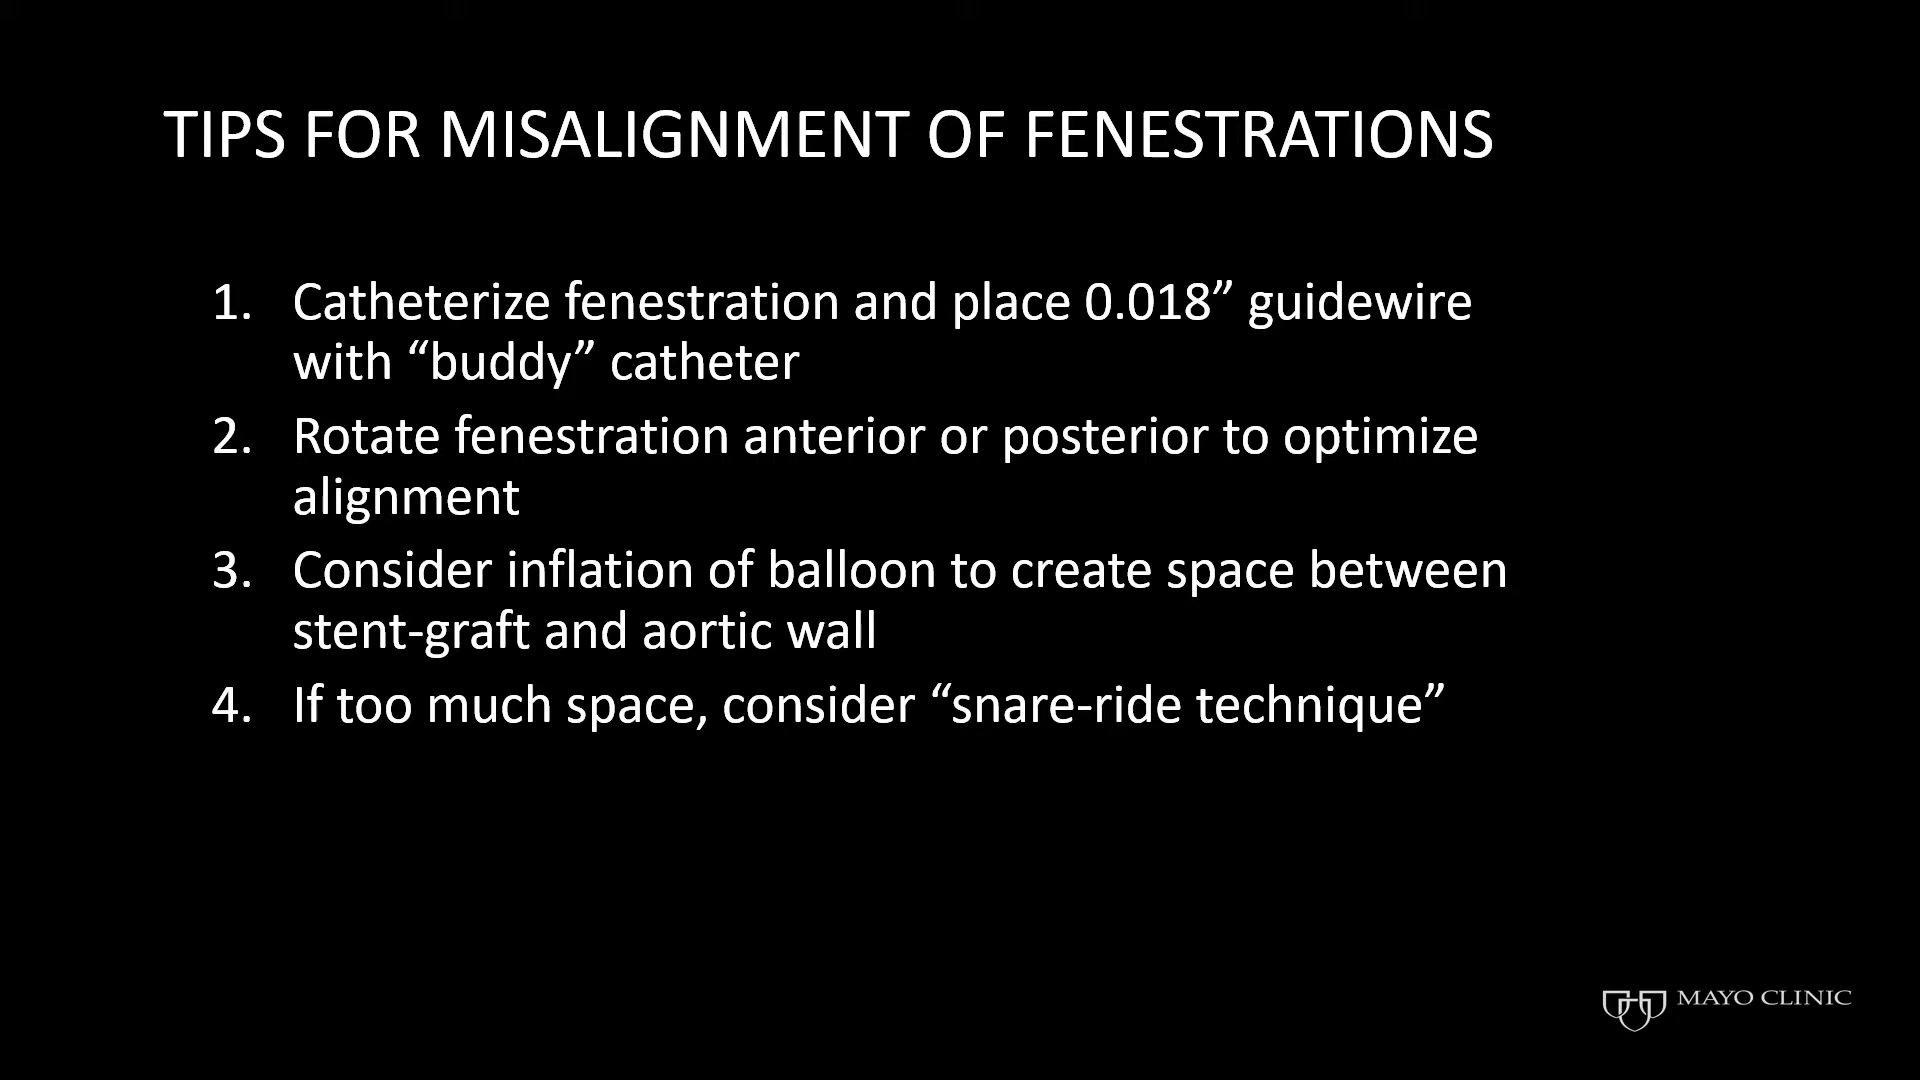 TIPS FOR MISALIGNMENT OF FENESTRATIONS
1. Catheterize fenestration and place 0.018” guidewire
with “buddy” catheter
2. Rotate fenestration anterior or posterior to optimize
alignment
3. Consider inflation of balloon to create space between
stent-graft and aortic wall
4. If too much space, consider “snare-ride technique”
MAYO CLINIC